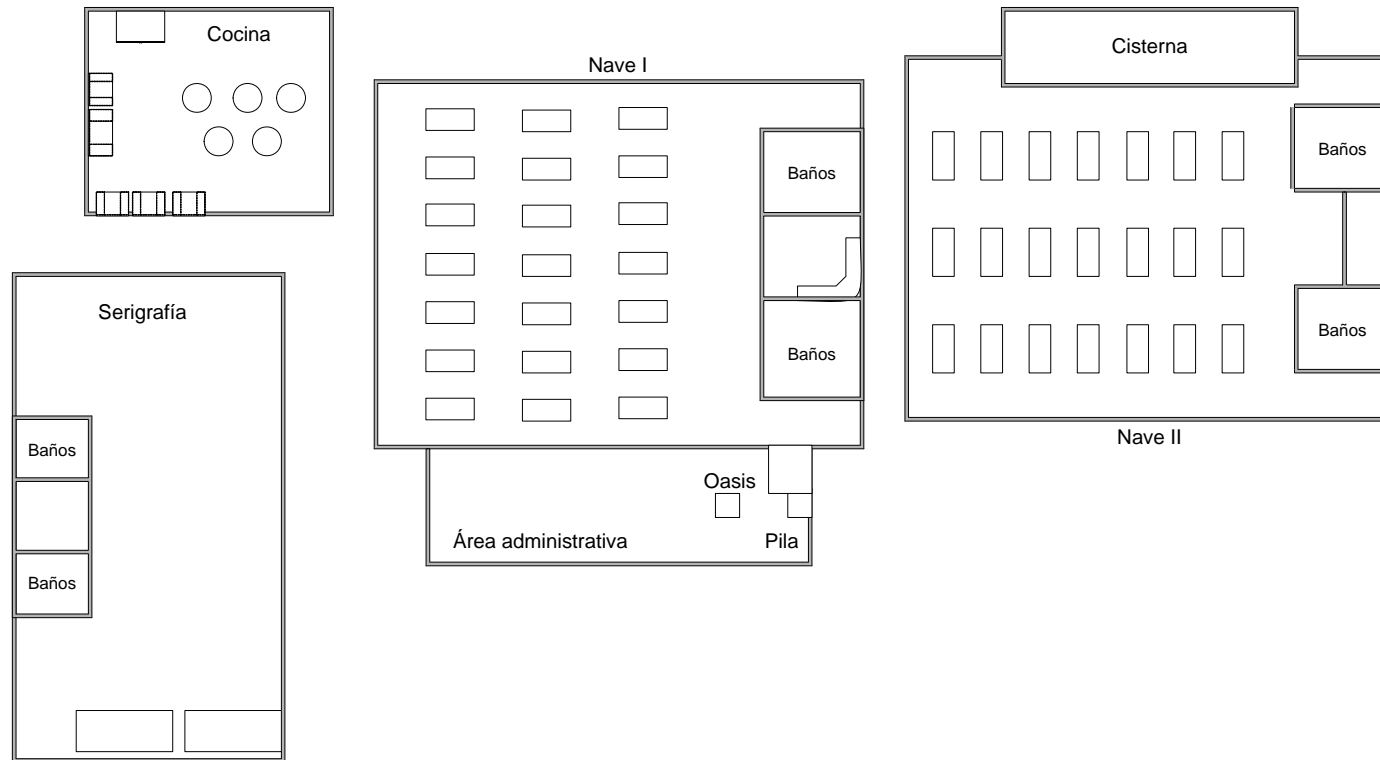 Cocina
Nave I
Cisterna
Baños
Baños
Baños
Baños
Nave II
Serigrafía
Baños
Baños
Oasis
Área administrativa
Pila